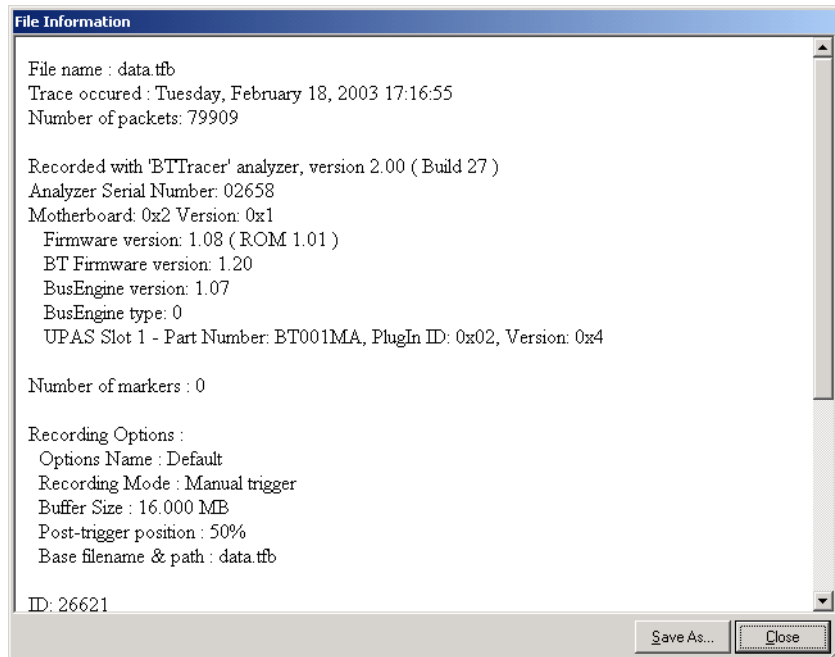 File Information
File name : data.tfb
Trace occured : Tuesday, February 18, 2003 17:16:55
Number of packets: 79909
Recorded with 'BTTracer' analyzer, version 2.00 ( Build 27 )
Analyzer Serial Number: 02658
Motherboard: 0x2 Version: 0x1
Firmware version: 1.08 ( ROM 1.01 )
BT Firmware version: 1.20
BusEngine version: 1.07
BusEngine type: 0
UPAS Slot 1 - Part Number: BT001MA, PlugIn ID: 0x02, Version: 0x4
Number of markers : 0
Recording Options :
Options Name : Default
Recording Mode : Manual trigger
Buffer Size : 16.000 MB
Post-trigger position : 50%
Base filename & path : data.tfb
ID: 26621
Save As... Close